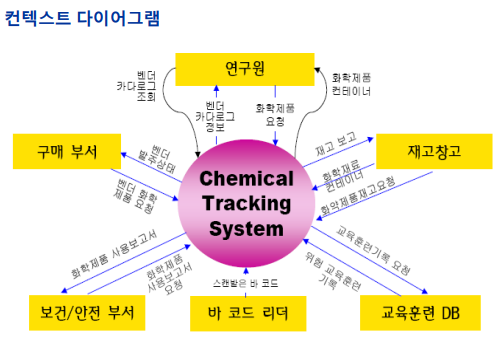 컨텍스트 다이어그램
연구원
벤더
카다로그
조회
벤더
카다로그
정보
화학제품
요청
화학제품
컨테이너
구매 부서
벤더
발주상태
벤더 화학
제품 요청
재고 보고
화학재료
컨테이너
화약제품재고요청
재고창고
Chemical
Tracking
System
화학제품 사용보고서
화학제품
사용보고서
요청
스캔받은 바 코드
교육훈련기록 요청
위험 교육훈련
기록
보건/안전 부서
바 코드 리더
교육훈련 DB